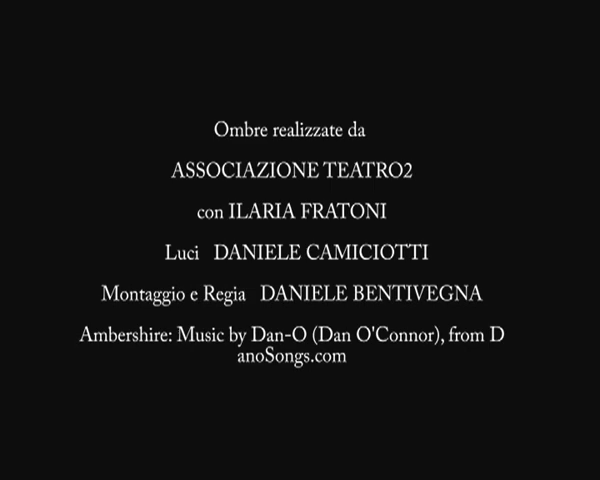 Ombre realizzate da
ASSOCIAZIONE TEATRO2
con ILARIA FRATONI
Luci DANIELE CAMICIOTTI
Montaggio e Regia DANIELE BENTIVEGNA
Ambershire: Music by Dan-O (Dan O'Connor), from D
anoSongs.com